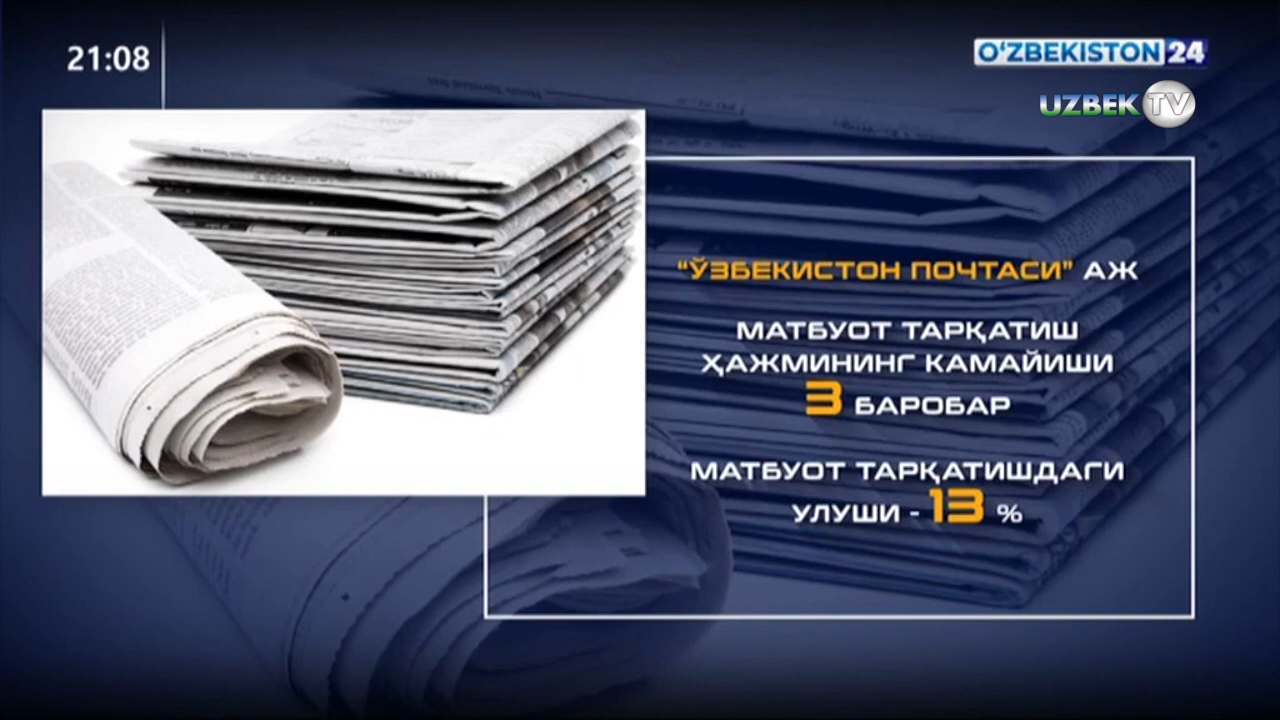 21:08
O‘ZBEKISTON 24
UZBEK TV
“ЎЗБЕКИСТОН ПОЧТАСИ” АЖ
МАТБУОТ ТАРҚАТИШ
ҲАЖМИНИНГ КАМАЙИШИ
3 БАРОБАР
МАТБУОТ ТАРҚАТИШДАГИ
УЛУШИ - 13 %